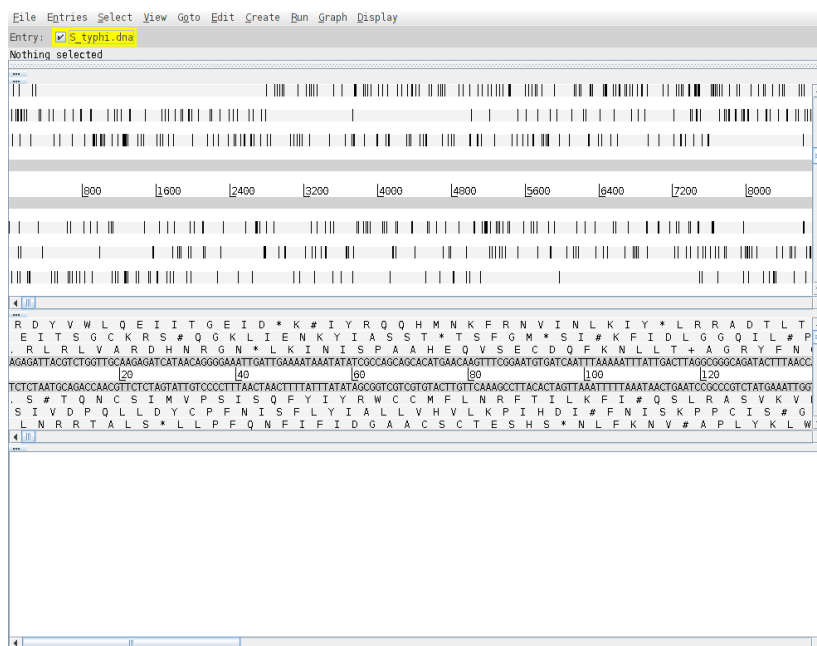 File Entries Select View Goto Edit Create Run Graph Display
Entry: S_typhi.dna
Nothing selected
800 1600 2400 3200 4000 4800 5600 6400 7200 8000
R D Y V W L Q E I I T G E I D * K # I Y R Q Q H M N K F R N V I N L K I Y * L R R A D T L T
E I T S G C K R S # Q G K L I E N K Y I A S S T * T S F G M * S I # K F I D L G G Q I L # P
. R L R L V A R D H N R G N * L K I N I S P A A H E Q V S E C D Q F K N L L T + A G R Y F N
AGAGATTACGTCTGGTTGCAAGAGATCATAACAGGGGAAATTGATTGAAAATAAATATATCGCCAGCAGCACATGAACAAGTTTCGGAATGTGATCAATTTAAAAATTTATTGACTTAGGCGGGCAGATACTTTAACC
20 40 60 80 100 120
TCTCTAATGCAGACCAACGTTCTCTAGTATTGTCCCCTTTAACTAACTTTTATTTATATAGCGGTCGTCGTGTACTTGTTCAAAGCCTTACACTAGTTAAATTTTTAAATAACTGAATCCGCCCGTCTATGAAATTGG
. S # T Q N C S I M V P S I S Q F Y I Y R W C C M F L N R F T I L K F I # Q S L R A S V K V
S I V D P Q L L D Y C P F N I S F L Y I A L L V H V L K P I H D I # F N I S K P P C I S # G
L N R R T A L S * L L P F Q N F I F I D G A A C S C T E S H S * N L F K N V # A P L Y K L W